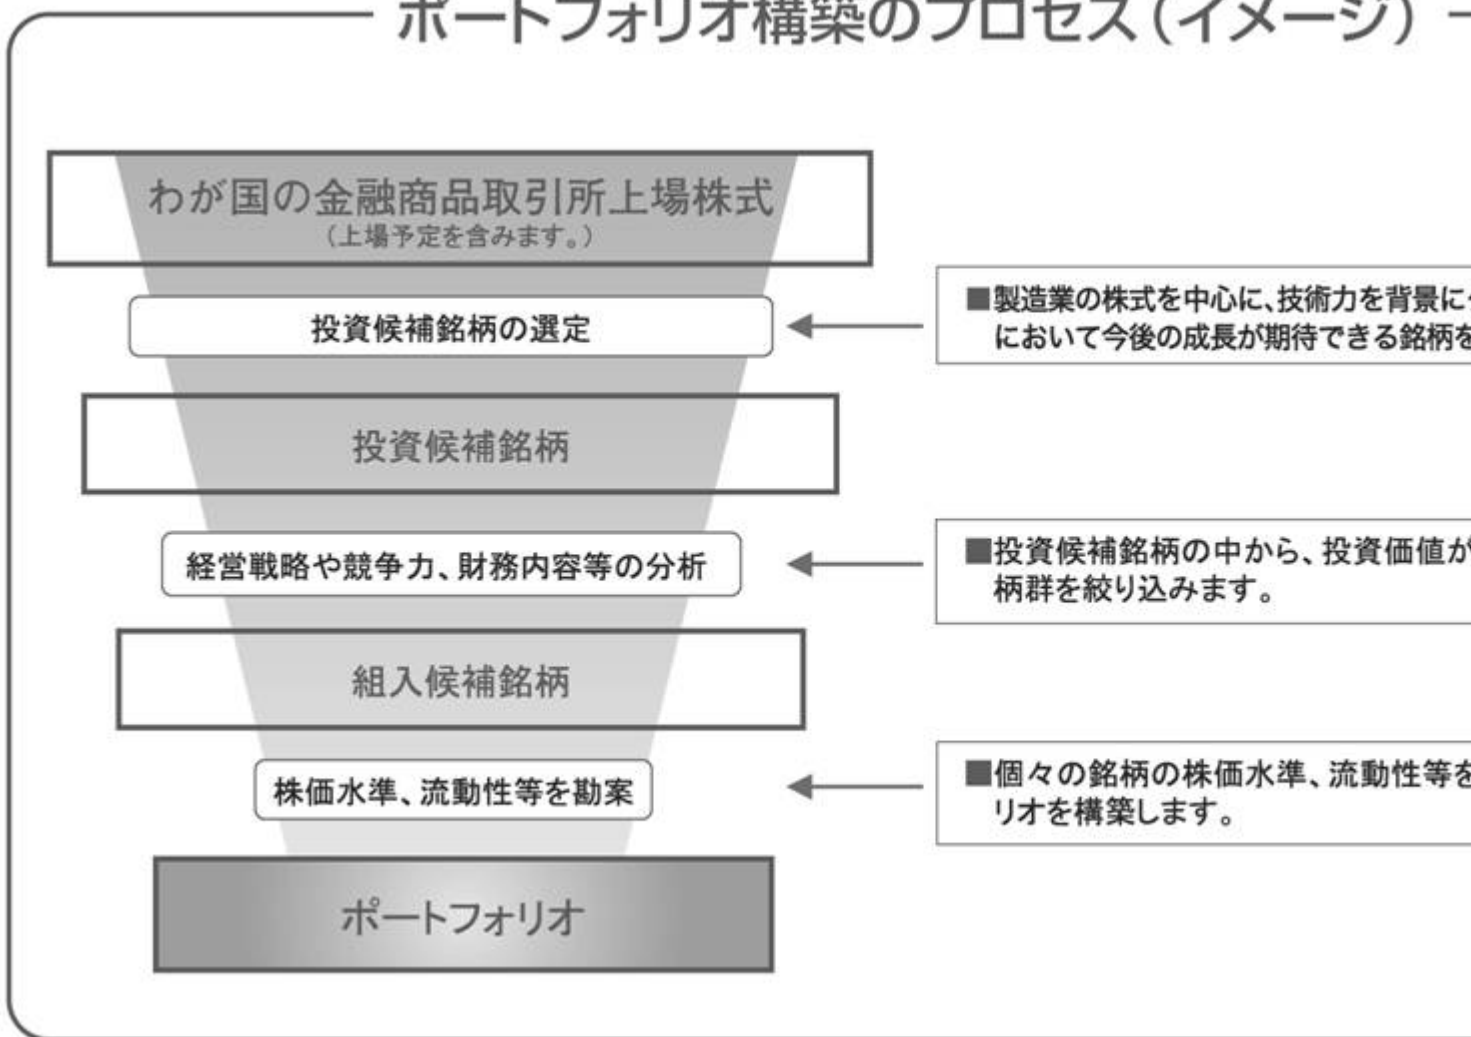 ポートフォリオ構築のプロセス（イメージ）
わが国の金融商品取引所上場株式
（上場予定を含みます。）
投資候補銘柄の選定
■製造業の株式を中心に、技術力を背景に
において今後の成長が期待できる銘柄を
投資候補銘柄
経営戦略や競争力、財務内容等の分析
■投資候補銘柄の中から、投資価値が
柄群を絞り込みます。
組入候補銘柄
株価水準、流動性等を勘案
■個々の銘柄の株価水準、流動性等を
リオを構築します。
ポートフォリオ